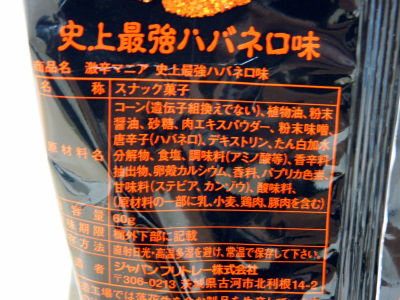 史上最強ハバネロ味
商品名 激辛マニア 史上最強ハバネロ味
名 称 スナック菓子
原材料名 コーン(遺伝子組換えでない)、植物油、粉末
醤油、砂糖、肉エキスパウダー、粉末味噌、
唐辛子(ハバネロ)、デキストリン、たん白加水
分解物、食塩、調味料(アミノ酸等)、香辛料
抽出物、卵殻カルシウム、香料、パプリカ色素、
甘味料(ステビア、カンゾウ)、酸味料、
(原材料の一部に乳、小麦、鶏肉、豚肉を含む)
容量 60g
期限 欄外下部に記載
方法 直射日光・高温多湿を避け、常温で保存して下さい。
ジャパンフリトレー株式会社
〒306-0213 茨城県古河市北利根14-2
工場では落花生を